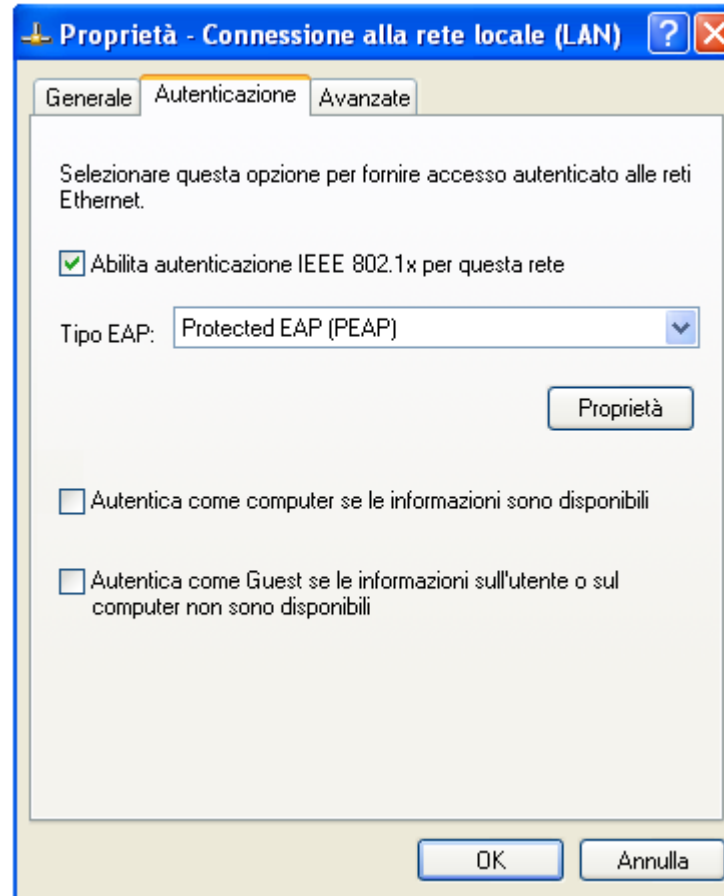 Proprietà - Connessione alla rete locale (LAN)
Generale
Autenticazione
Avanzate
Selezionare questa opzione per fornire accesso autenticato alle reti
Ethernet.
Abilita autenticazione IEEE 802.1x per questa rete
Tipo EAP:
Protected EAP (PEAP)
Proprietà
Autentica come computer se le informazioni sono disponibili
Autentica come Guest se le informazioni sull'utente o sul
computer non sono disponibili
OK
Annulla